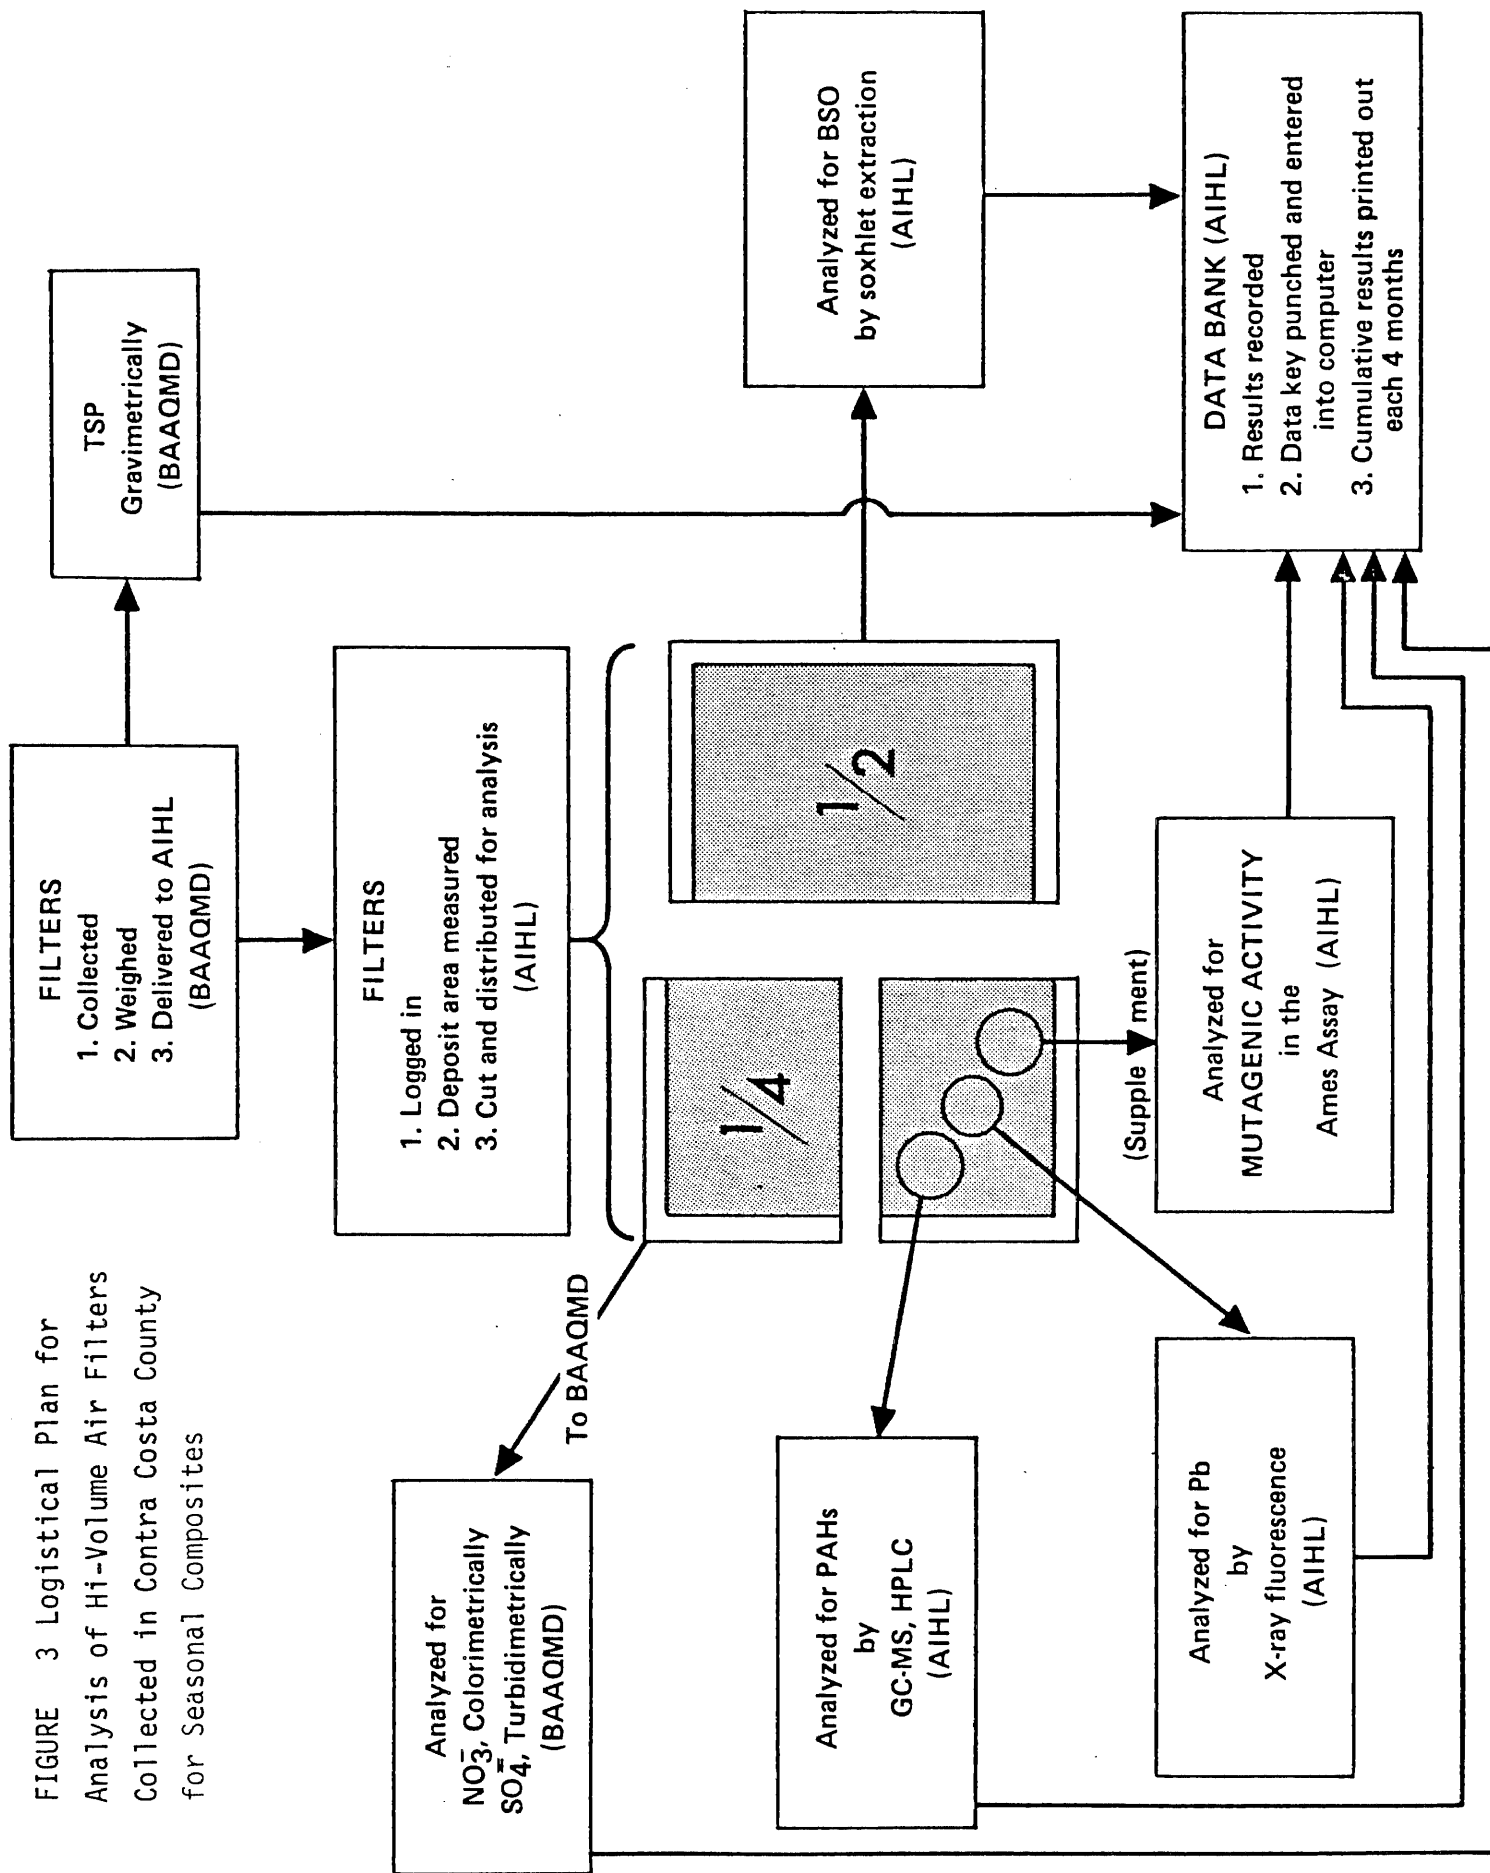 FIGURE 3 Logistical Plan for
Analysis of Hi-Volume Air Filters
Collected in Contra Costa County
for Seasonal Composites
FILTERS
1. Collected
2. Weighed
3. Delivered to AIHL
(BAAQMD)
TSP
Gravimetrically
(BAAQMD)
FILTERS
1. Logged in
2. Deposit area measured
3. Cut and distributed for analysis
(AIHL)
To BAAQMD
1/4
1/2
Analyzed for
NO₃⁻, Colorimetrically
SO₄⁼, Turbidimetrically
(BAAQMD)
Analyzed for BSO
by soxhlet extraction
(AIHL)
Analyzed for PAHs
by
GC-MS, HPLC
(AIHL)
(Supple ment)
Analyzed for Pb
by
X-ray fluorescence
(AIHL)
Analyzed for
MUTAGENIC ACTIVITY
in the
Ames Assay (AIHL)
DATA BANK (AIHL)
1. Results recorded
2. Data key punched and entered
into computer
3. Cumulative results printed out
each 4 months